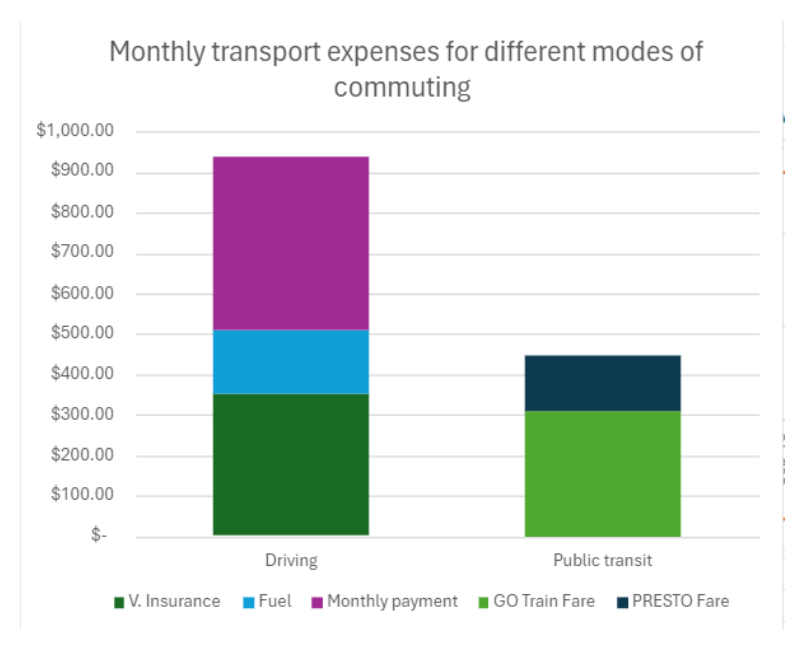 Monthly transport expenses for different modes of
commuting
$1,000.00
$900.00
$800.00
$700.00
$600.00
$500.00
$400.00
$300.00
$200.00
$100.00
$-
Driving Public transit
V. Insurance Fuel Monthly payment GO Train Fare PRESTO Fare